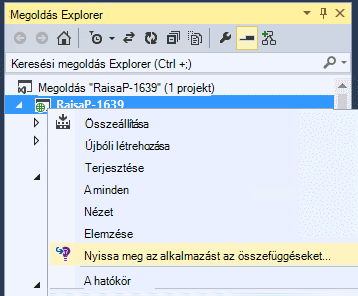 Megoldás Explorer
Keresési megoldás Explorer (Ctrl +;)
Megoldás "RaisaP-1639" (1 projekt)
RaisaP-1639
Összeállítása
Újbóli létrehozása
Terjesztése
A minden
Nézet
Elemzése
Nyissa meg az alkalmazást az összefüggéseket...
A hatókör